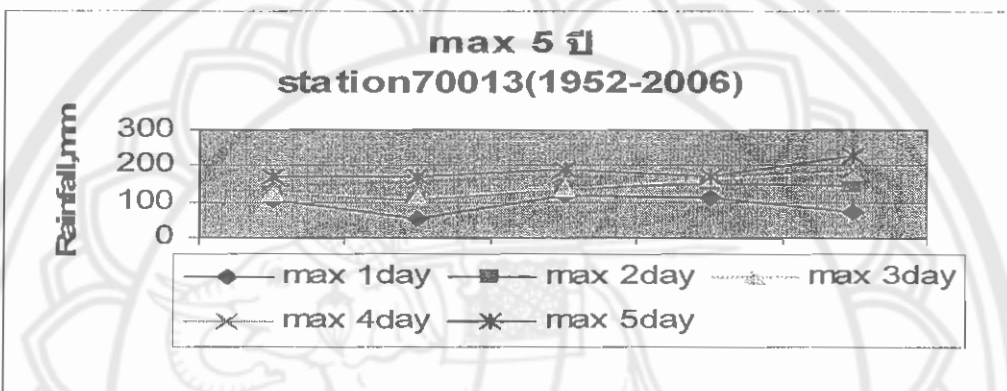 max 5 ปี
station70013(1952-2006)
Rainfall,mm
300
200
100
0
max 1day
max 2day
max 3day
max 4day
max 5day